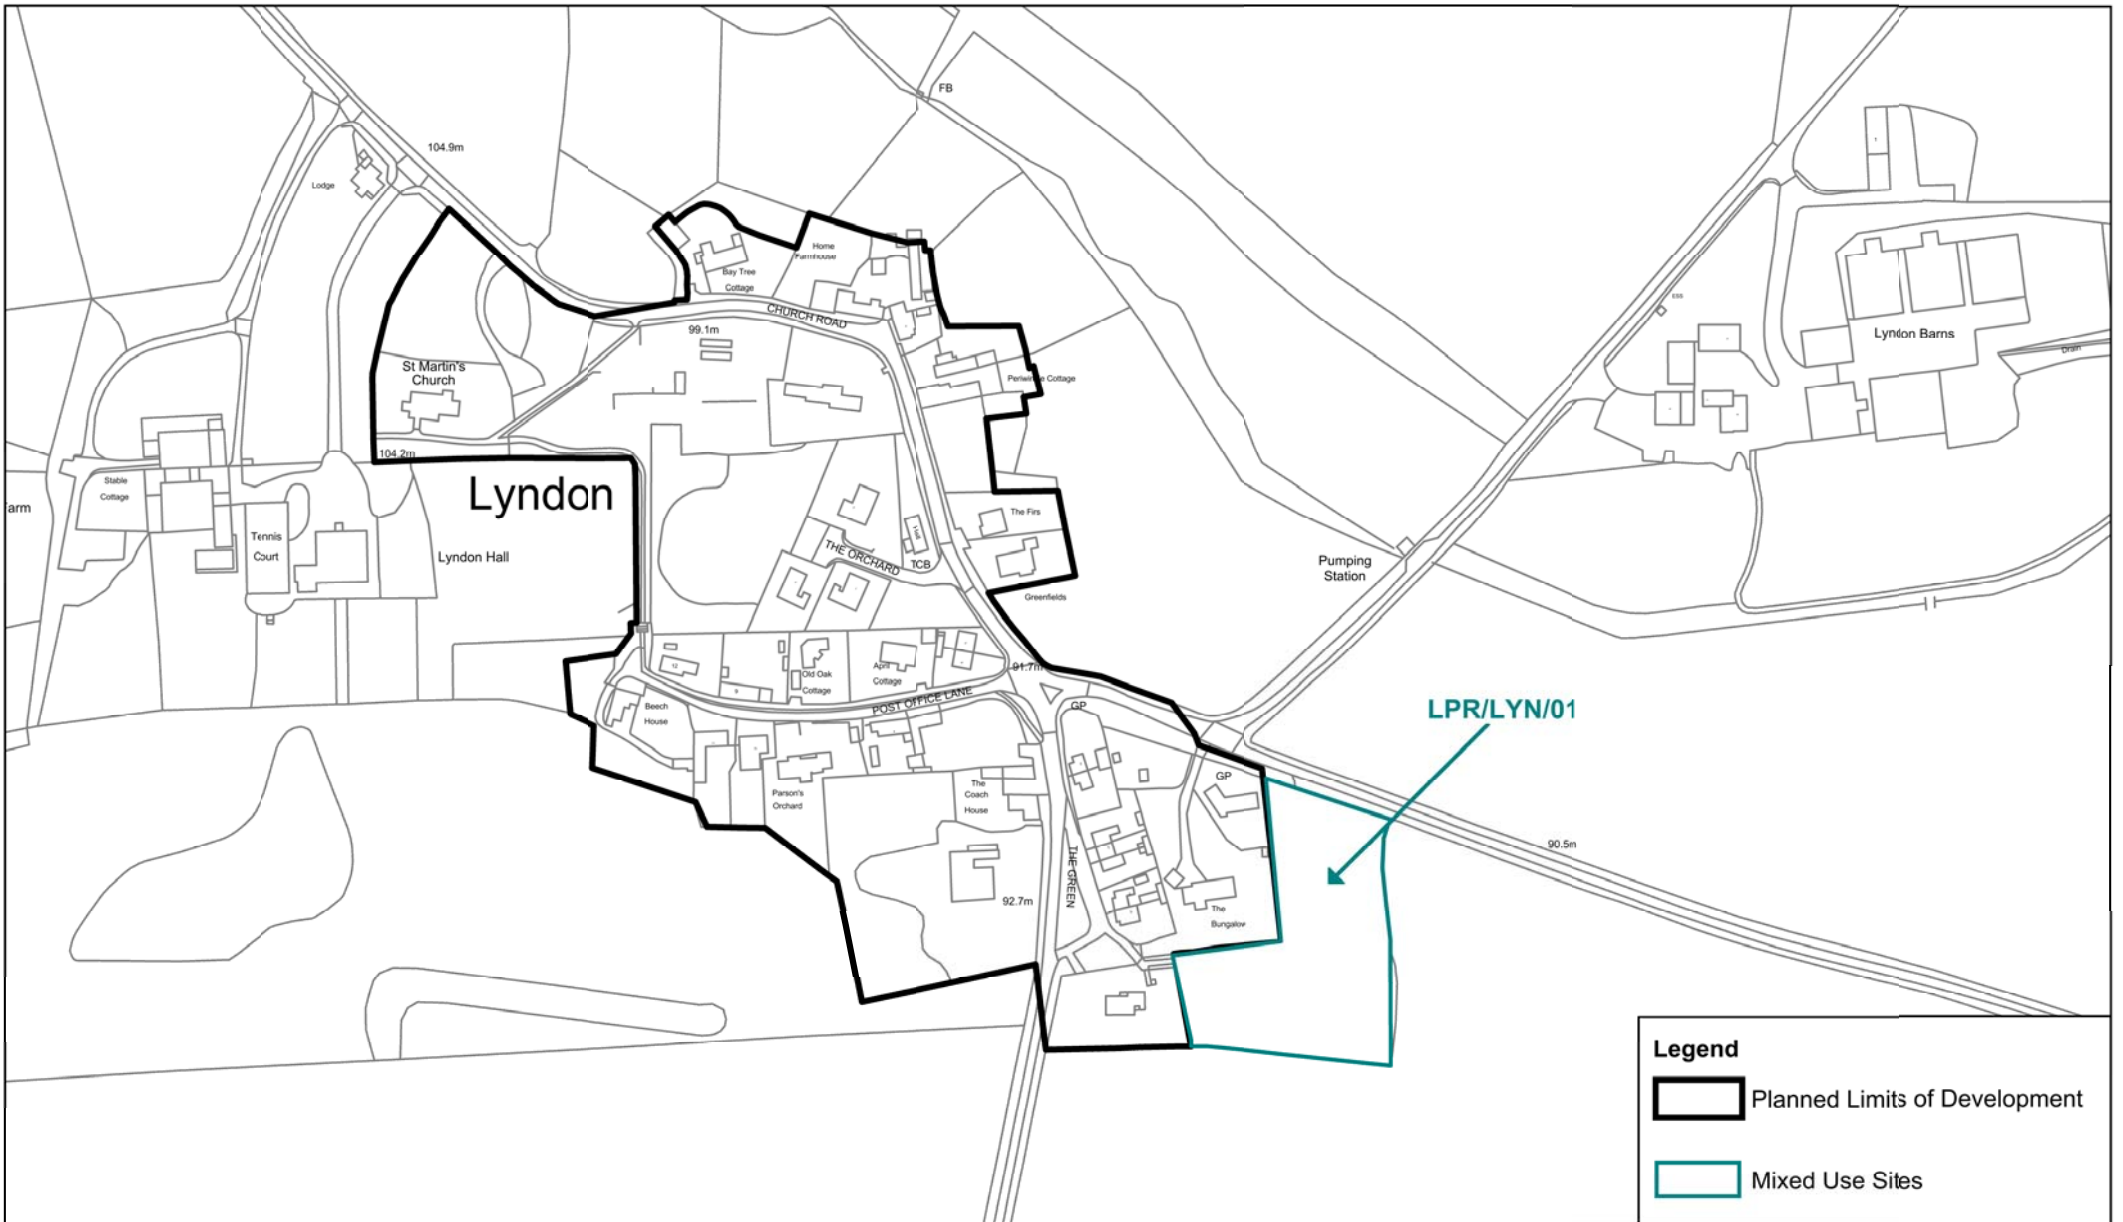 FB
104.9m
Lodge
Home
Farmhouse
Bay Tree
Cottage
ESS
CHURCH ROAD
99.1m
Lyndon Barns
Drain
St Martin's
Church
Periwinkle Cottage
104.2m
Stable
Cottage
Lyndon
arm
The Firs
Tennis
Court
Hall
Lyndon Hall
THE ORCHARD
TCB
Pumping
Station
Greenfields
91.7m
12
9
Old Oak
Cottage
April
Cottage
POST OFFICE LANE
Beech
House
GP
LPR/LYN/01
GP
Parson's
Orchard
The
Coach
House
90.5m
THE GREEN
92.7m
The
Bungalow
Legend
Planned Limits of Development
Mixed Use Sites